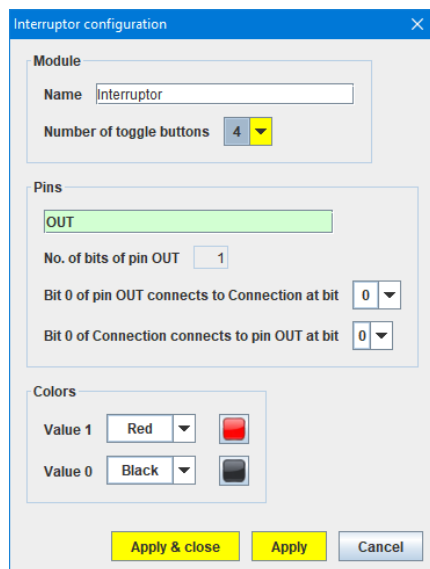 Interruptor configuration
Module
Name Interruptor
Number of toggle buttons 4
Pins
OUT
No. of bits of pin OUT 1
Bit 0 of pin OUT connects to Connection at bit 0
Bit 0 of Connection connects to pin OUT at bit 0
Colors
Value 1 Red
Value 0 Black
Apply & close Apply Cancel